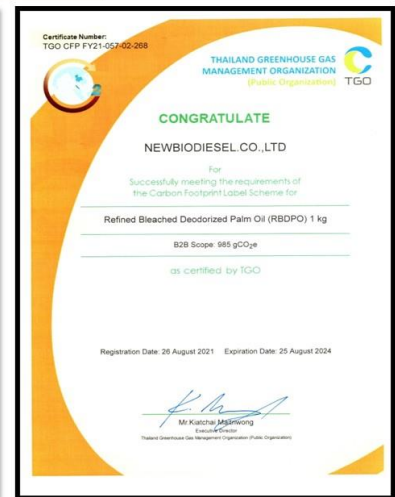 Certificate Number:
TGO CFP FY21-057-02-268
THAILAND GREENHOUSE GAS
MANAGEMENT ORGANIZATION
(Public Organization)
TGO
CONGRATULATE
NEWBIODIESEL.CO.,LTD
For
Successfully meeting the requirements of
the Carbon Footprint Label Scheme for
Refined Bleached Deodorized Palm Oil (RBDPO) 1 kg
B2B Scope: 985 gCO2e
as certified by TGO
Registration Date: 26 August 2021 Expiration Date: 25 August 2024
Mr.Kiatchai Maitriwong
Executive Director
Thailand Greenhouse Gas Management Organization (Public Organization)